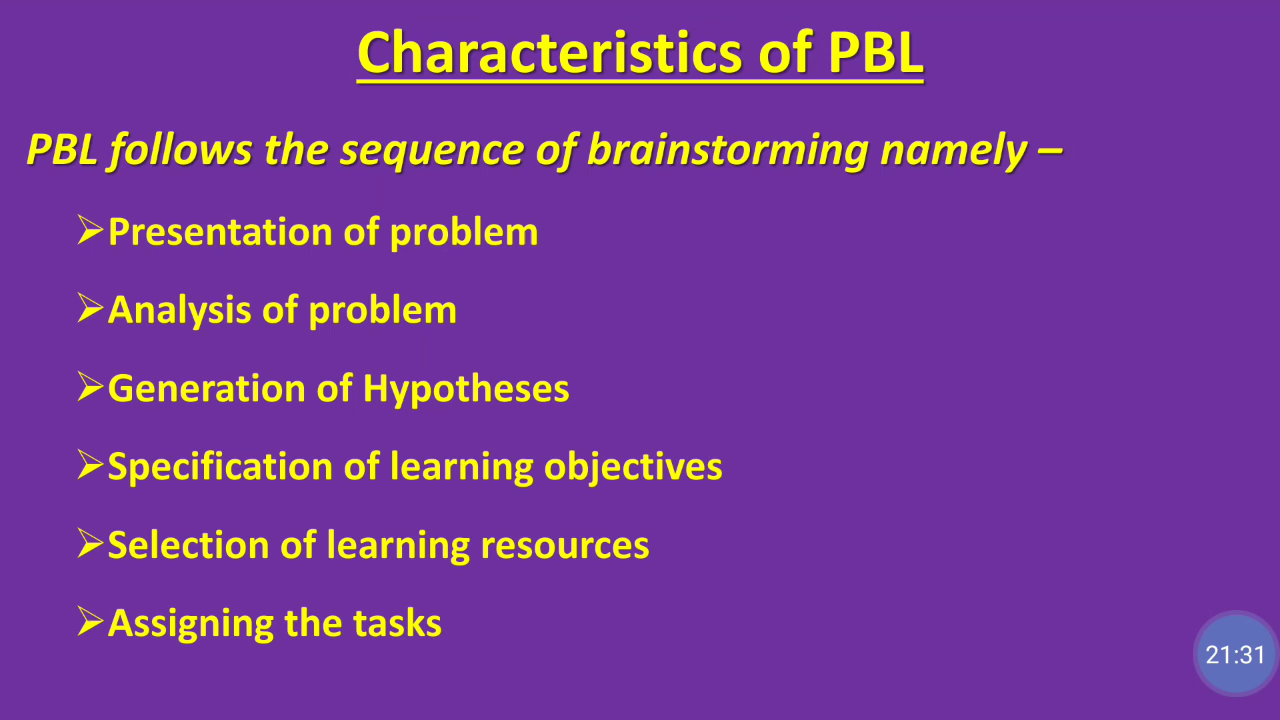 Characteristics of PBL
PBL follows the sequence of brainstorming namely –
➢Presentation of problem
➢Analysis of problem
➢Generation of Hypotheses
➢Specification of learning objectives
➢Selection of learning resources
➢Assigning the tasks
21:31